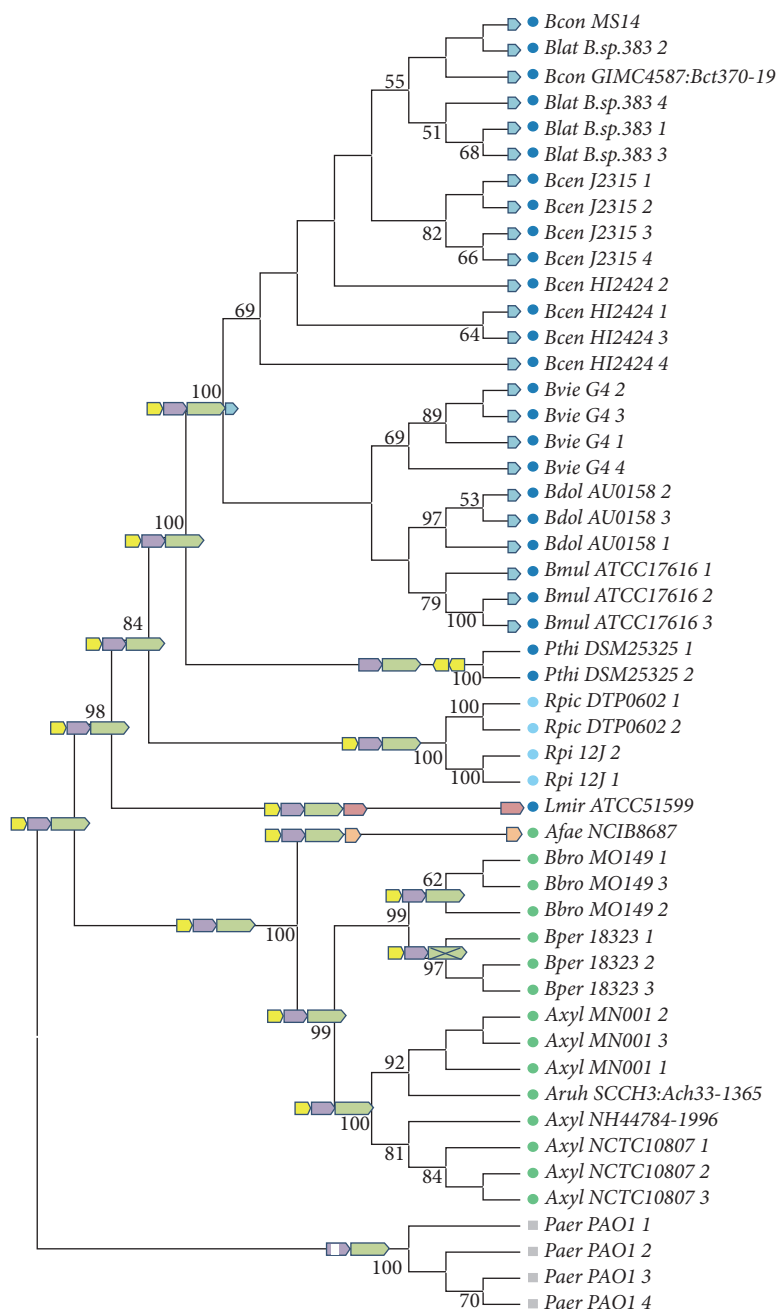 Bcon MS14
Blat B.sp.383 2
55
Bcon GIMC4587:Bct370-19
Blat B.sp.383 4
51
Blat B.sp.383 1
68
Blat B.sp.383 3
Bcen J2315 1
Bcen J2315 2
82
Bcen J2315 3
66
Bcen J2315 4
Bcen HI2424 2
69
Bcen HI2424 1
64
Bcen HI2424 3
Bcen HI2424 4
100
Bvie G4 2
89
Bvie G4 3
69
Bvie G4 1
Bvie G4 4
53
Bdol AU0158 2
97
Bdol AU0158 3
100
Bdol AU0158 1
Bmul ATCC17616 1
79
Bmul ATCC17616 2
100
Bmul ATCC17616 3
84
Pthi DSM25325 1
100
Pthi DSM25325 2
100
Rpic DTP0602 1
98
Rpic DTP0602 2
100
Rpi 12J 2
100
Rpi 12J 1
Lmir ATCC51599
Afae NCIB8687
Bbro MO149 1
62
Bbro MO149 3
99
Bbro MO149 2
100
Bper 18323 1
97
Bper 18323 2
Bper 18323 3
Axyl MN001 2
99
Axyl MN001 3
92
Axyl MN001 1
Aruh SCCH3:Ach33-1365
100
Axyl NH44784-1996
81
Axyl NCTC10807 1
84
Axyl NCTC10807 2
Axyl NCTC10807 3
Paer PAO1 1
100
Paer PAO1 2
Paer PAO1 3
70
Paer PAO1 4